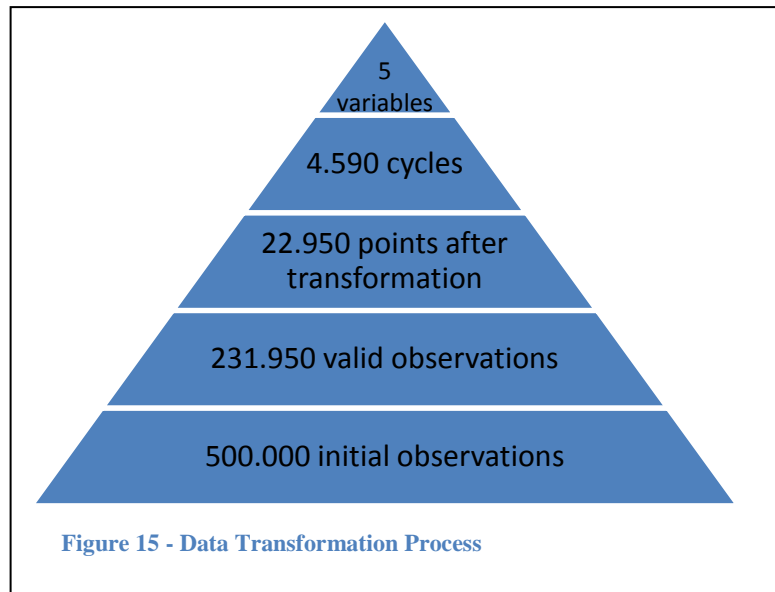 5
variables
4.590 cycles
22.950 points after
transformation
231.950 valid observations
500.000 initial observations
Figure 15 - Data Transformation Process